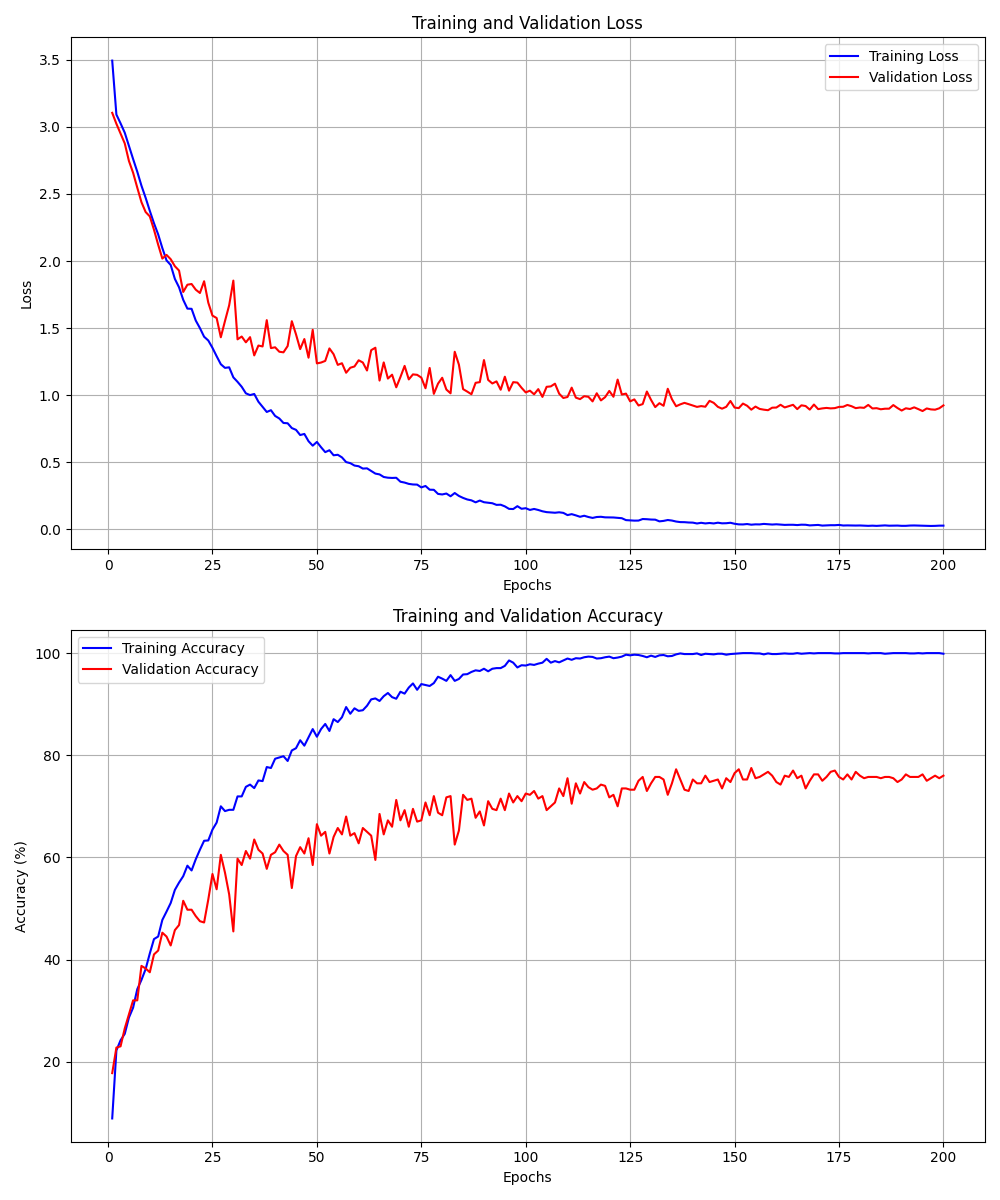 Training and Validation Loss
Training Loss
Validation Loss
3.5
3.0
2.5
2.0
1.5
1.0
0.5
0.0
Loss
0 25 50 75 100 125 150 175 200
Epochs
Training and Validation Accuracy
Training Accuracy
Validation Accuracy
100
80
60
40
20
Accuracy (%)
0 25 50 75 100 125 150 175 200
Epochs